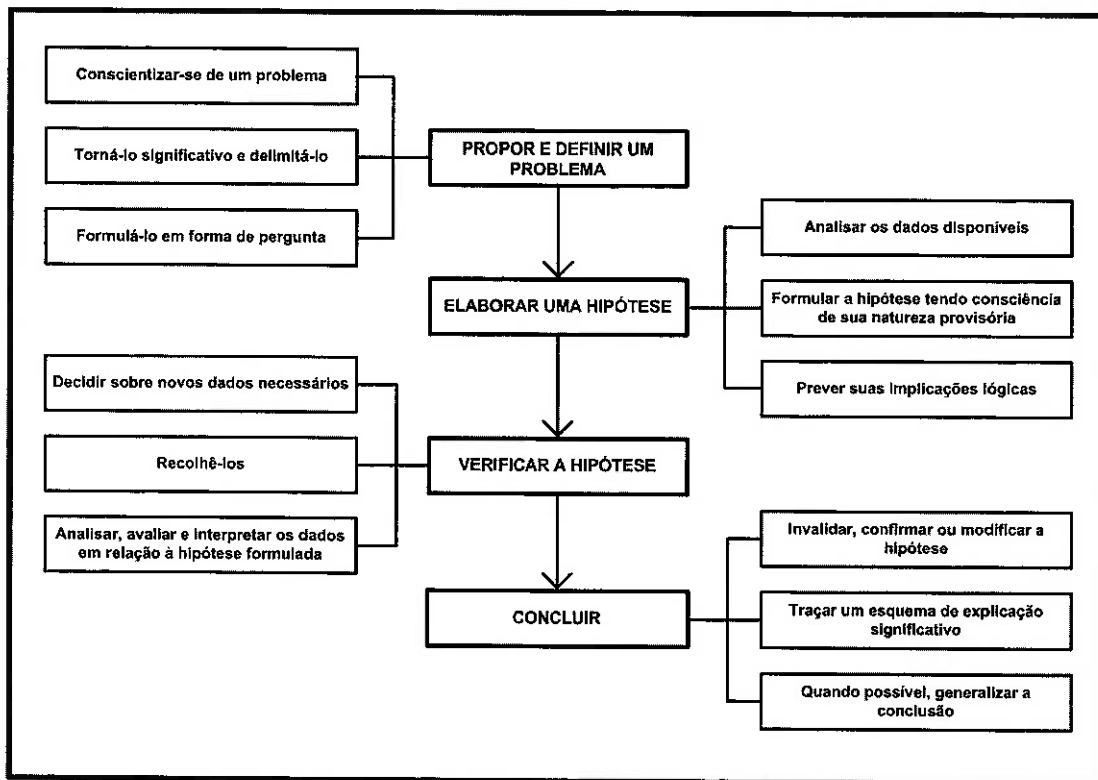 Conscientizar-se de um problema
Torná-lo significativo e delimitá-lo
Formulá-lo em forma de pergunta
PROPOR E DEFINIR UM
PROBLEMA
ELABORAR UMA HIPÓTESE
Analisar os dados disponíveis
Formular a hipótese tendo consciência
de sua natureza provisória
Prever suas implicações lógicas
Decidir sobre novos dados necessários
Recolhê-los
Analisar, avaliar e interpretar os dados
em relação à hipótese formulada
VERIFICAR A HIPÓTESE
CONCLUIR
Invalidar, confirmar ou modificar a
hipótese
Traçar um esquema de explicação
significativo
Quando possível, generalizar a
conclusão